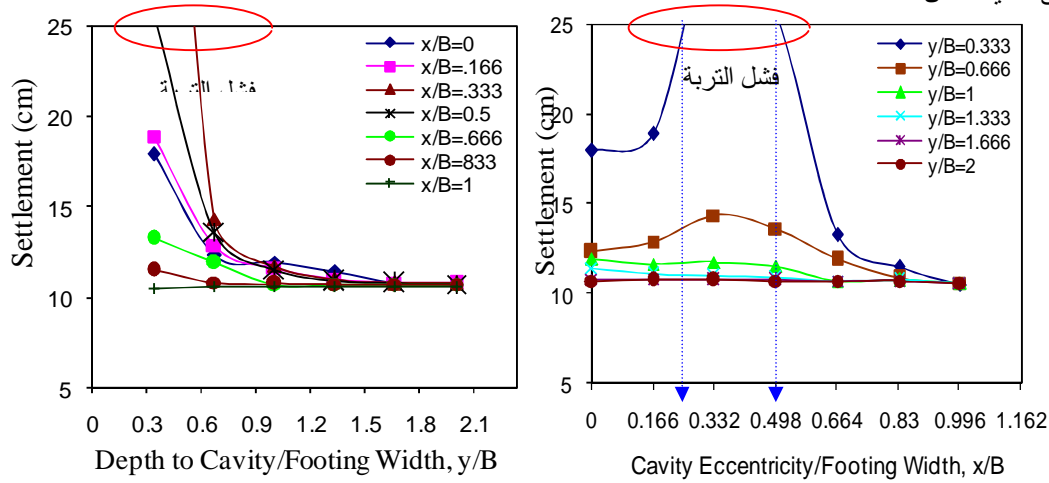 25
20
15
10
5
Settlement (cm)
0 0.3 0.6 0.9 1.2 1.5 1.8 2.1
Depth to Cavity/Footing Width, y/B
x/B=0
x/B=.166
x/B=.333
x/B=0.5
x/B=.666
x/B=833
x/B=1
فشل التربة
25
20
15
10
5
Settlement (cm)
0 0.166 0.332 0.498 0.664 0.83 0.996 1.162
Cavity Eccentricity/Footing Width, x/B
y/B=0.333
y/B=0.666
y/B=1
y/B=1.333
y/B=1.666
y/B=2
فشل التربة